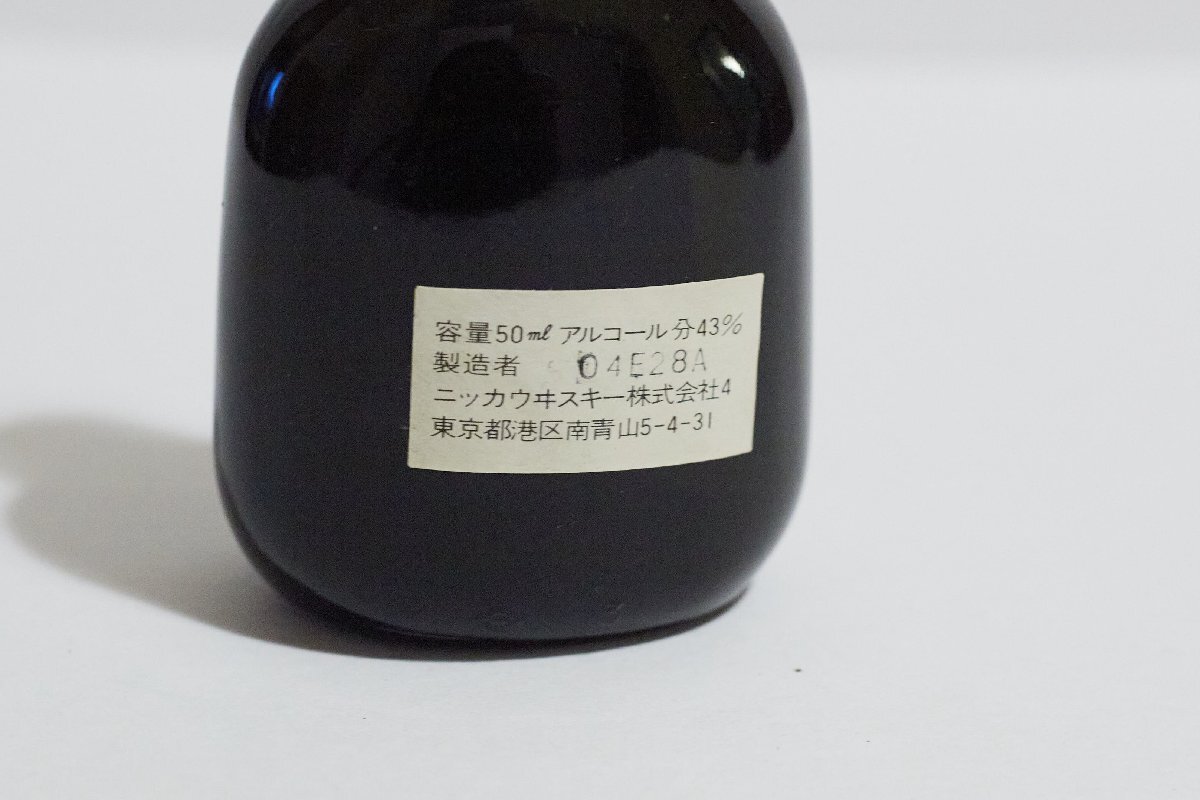 容量50ml アルコール分43%
製造者 04E28A
ニッカウヰスキー株式会社4
東京都港区南青山5-4-31